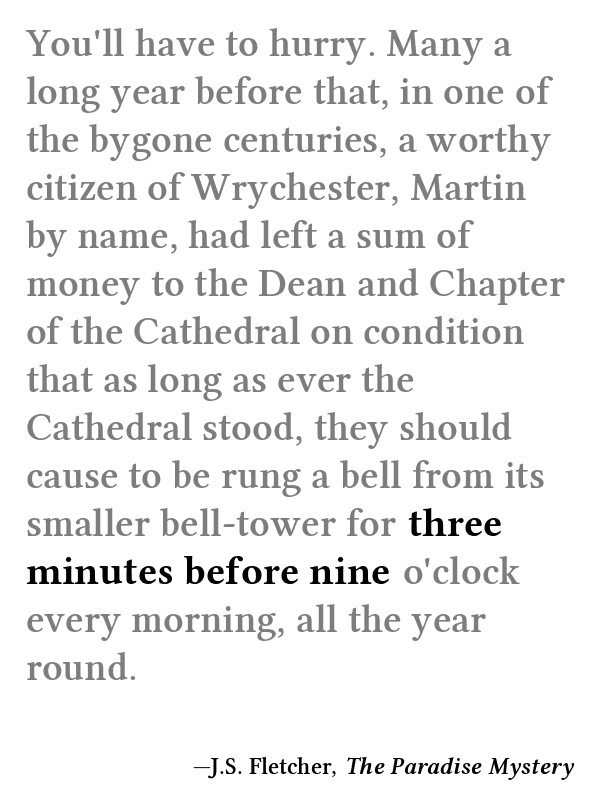 You'll have to hurry. Many a
long year before that, in one of
the bygone centuries, a worthy
citizen of Wrychester, Martin
by name, had left a sum of
money to the Dean and Chapter
of the Cathedral on condition
that as long as ever the
Cathedral stood, they should
cause to be rung a bell from its
smaller bell-tower for three
minutes before nine o'clock
every morning, all the year
round.
—J.S. Fletcher, The Paradise Mystery